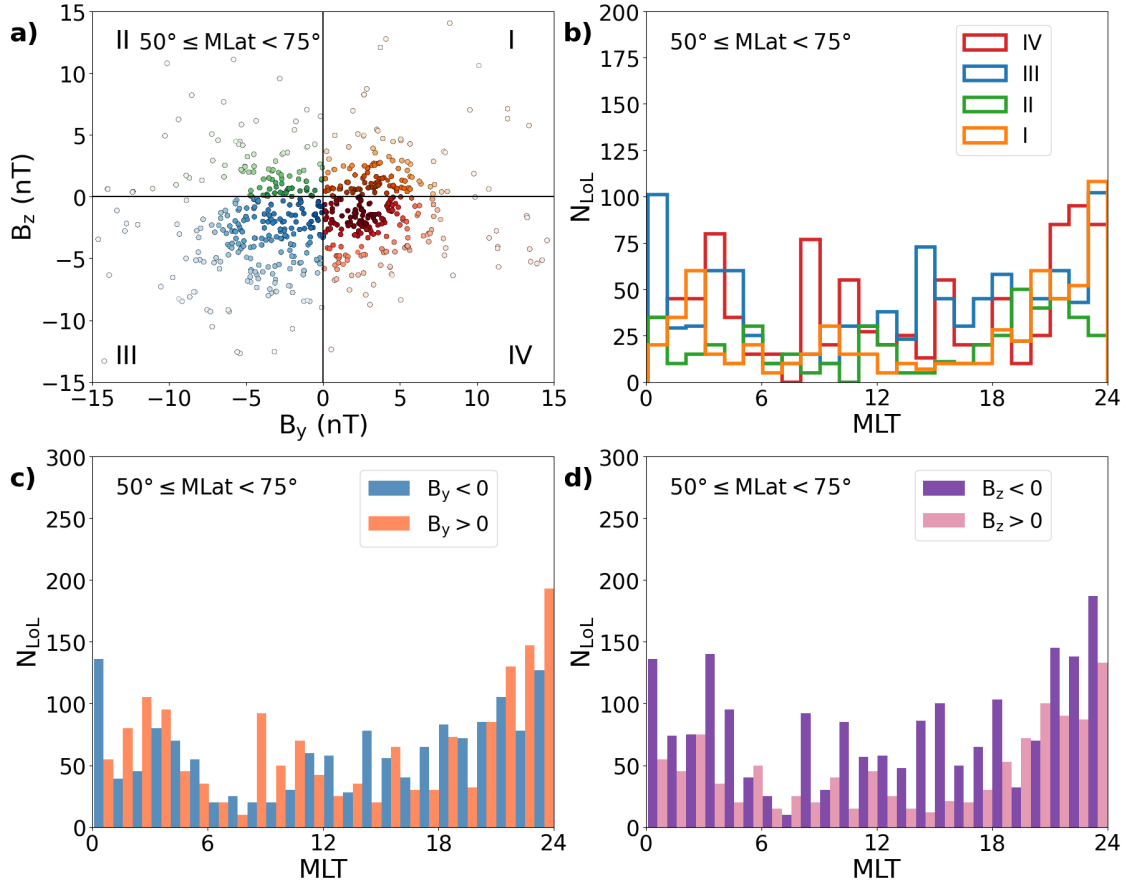 a)
II
50° ≤ MLat < 75°
I
III
IV
15
10
5
0
−5
−10
−15
B_z (nT)
−15
−10
−5
0
5
10
15
B_y (nT)
b)
50° ≤ MLat < 75°
IV
III
II
I
200
175
150
125
100
75
50
25
0
N_LoL
0
6
12
18
24
MLT
c)
50° ≤ MLat < 75°
B_y < 0
B_y > 0
300
250
200
150
100
50
0
N_LoL
0
6
12
18
24
MLT
d)
50° ≤ MLat < 75°
B_z < 0
B_z > 0
300
250
200
150
100
50
0
N_LoL
0
6
12
18
24
MLT